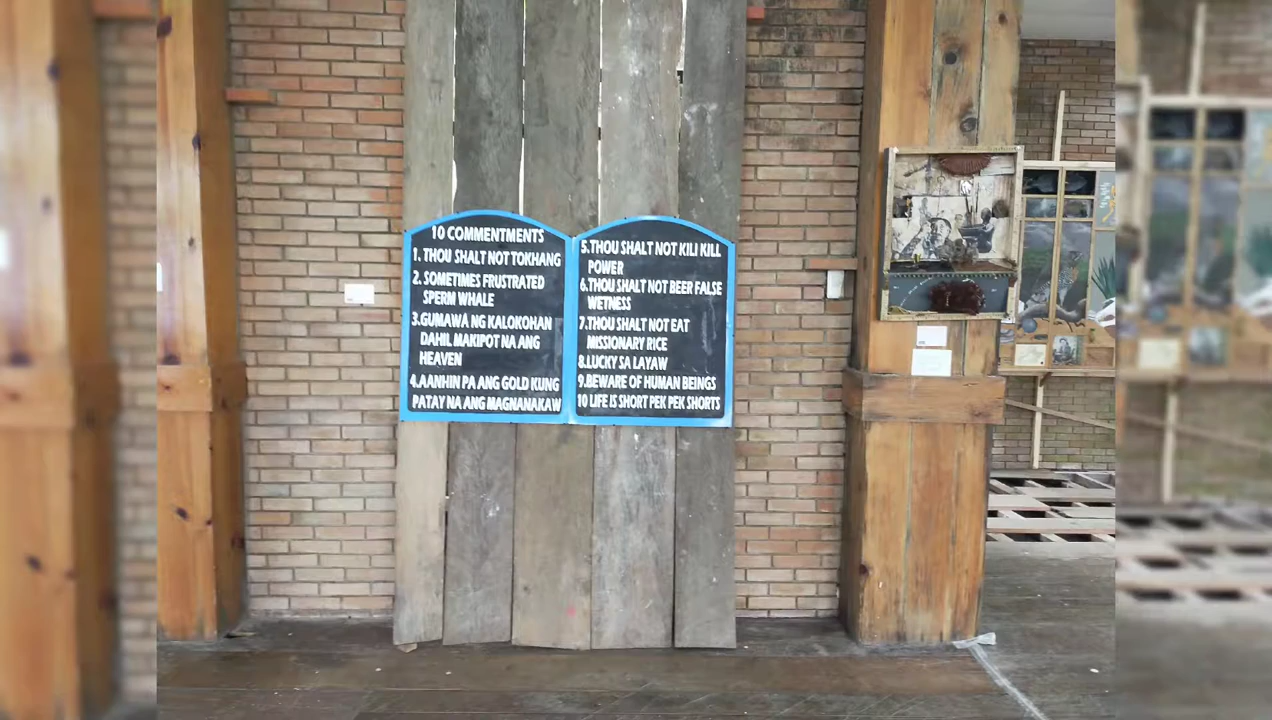 10 COMMENTMENTS
1. THOU SHALT NOT TOKHANG
2. SOMETIMES FRUSTRATED
SPERM WHALE
3.GUMAWA NG KALOKOHAN
DAHIL MAKIPOT NA ANG
HEAVEN
4.AANHIN PA ANG GOLD KUNG
PATAY NA ANG MAGNANAKAW
5.THOU SHALT NOT KILI KILL
POWER
6.THOU SHALT NOT BEER FALSE
WETNESS
7.THOU SHALT NOT EAT
MISSIONARY RICE
8.LUCKY SA LAYAW
9.BEWARE OF HUMAN BEINGS
10 LIFE IS SHORT PEK PEK SHORTS